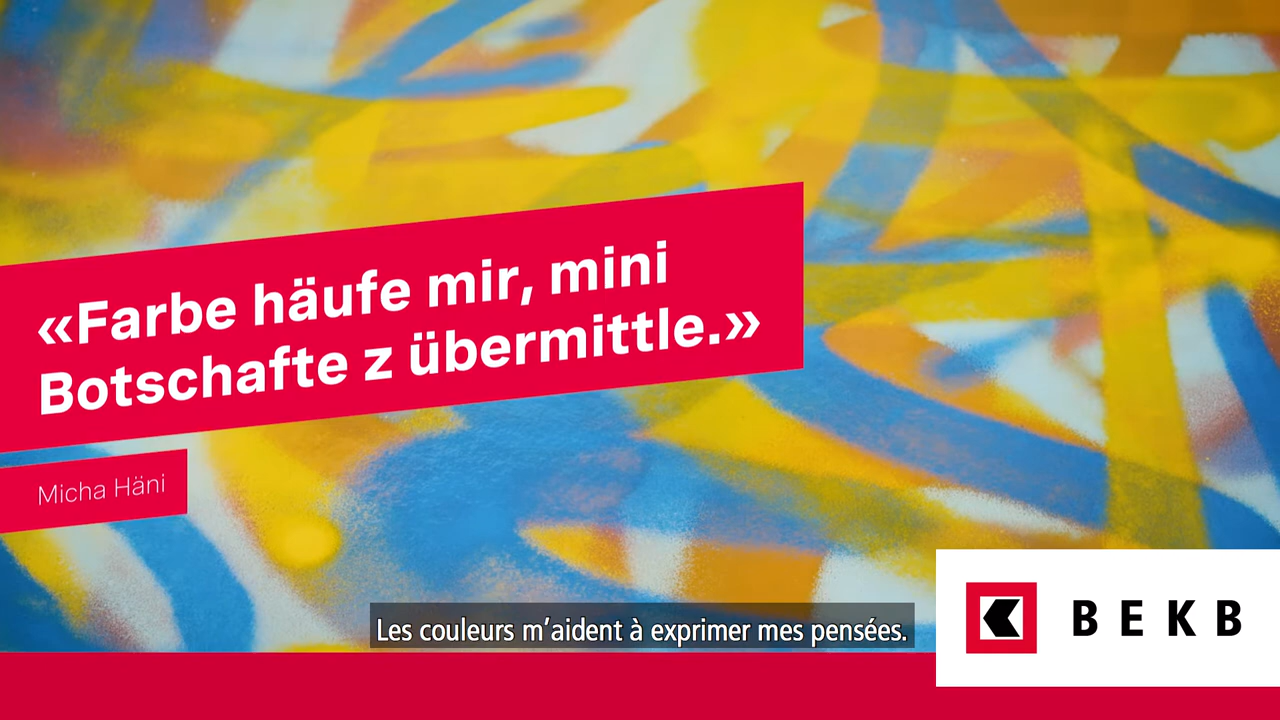 «Farbe häufe mir, mini
Botschafte z übermittle.»
Micha Häni
Les couleurs m’aident à exprimer mes pensées.
BEKB